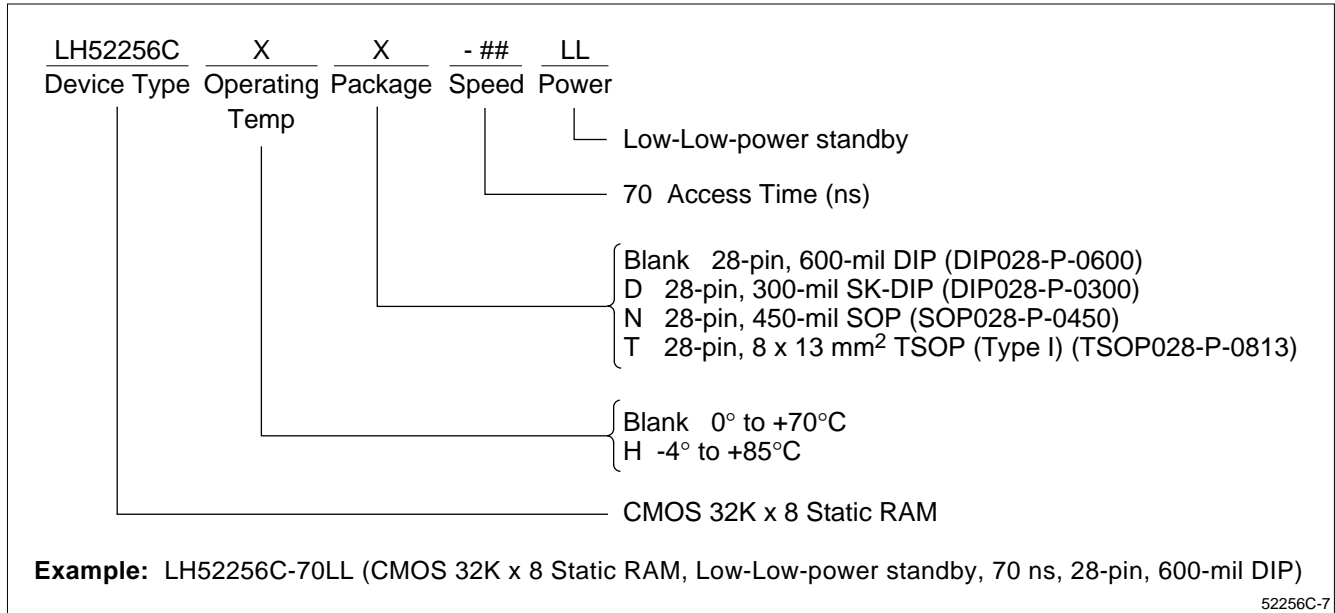 LH52256C X X - ## LL
Device Type Operating Temp Package Speed Power
Low-Low-power standby
70 Access Time (ns)
Blank 28-pin, 600-mil DIP (DIP028-P-0600)
D 28-pin, 300-mil SK-DIP (DIP028-P-0300)
N 28-pin, 450-mil SOP (SOP028-P-0450)
T 28-pin, 8 x 13 mm2 TSOP (Type I) (TSOP028-P-0813)
Blank 0° to +70°C
H -4° to +85°C
CMOS 32K x 8 Static RAM
Example: LH52256C-70LL (CMOS 32K x 8 Static RAM, Low-Low-power standby, 70 ns, 28-pin, 600-mil DIP)
52256C-7